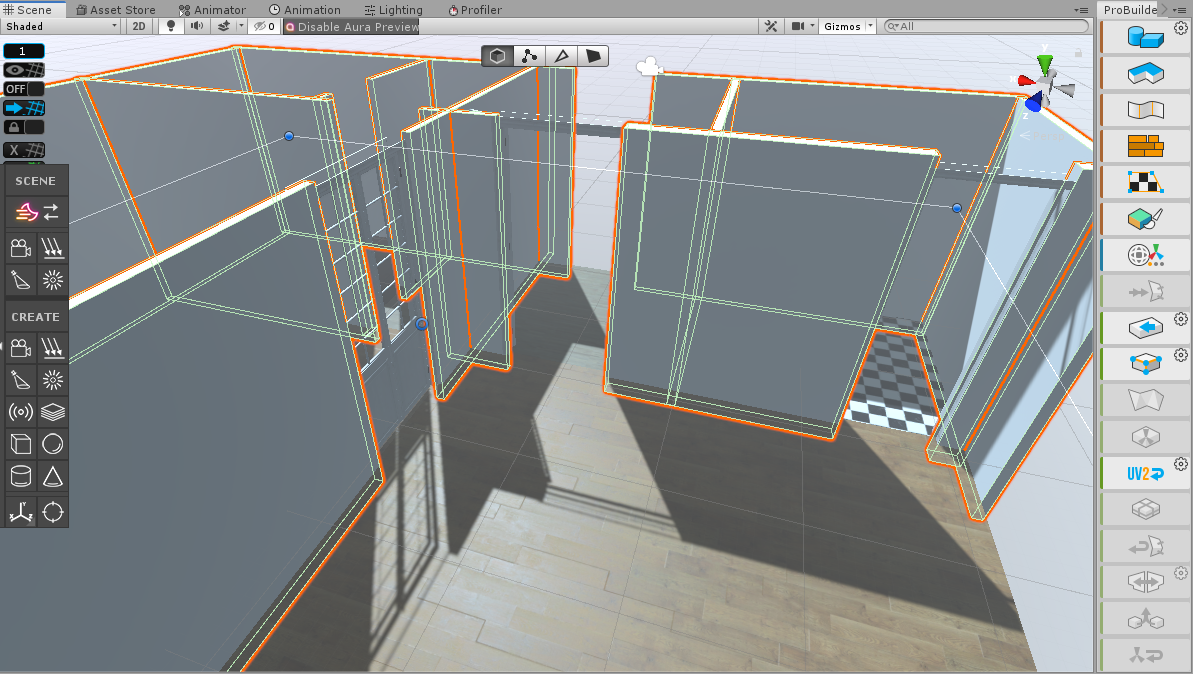 Scene Asset Store Animator Animation Lighting Profiler
Shaded 2D 0 Disable Aura Preview Gizmos All
ProBuilde
1
OFF
X
SCENE
CREATE
y
z
UV2